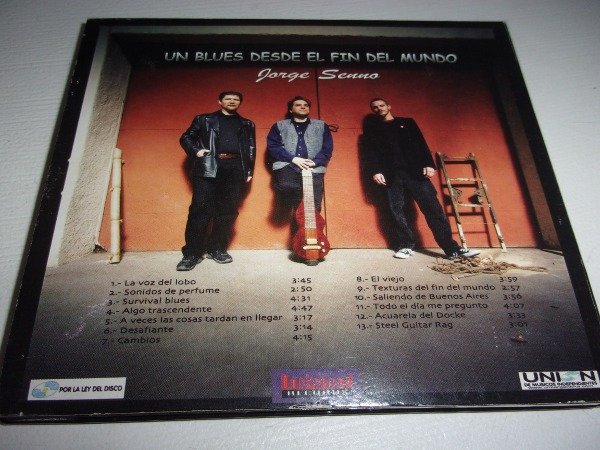 UN BLUES DESDE EL FIN DEL MUNDO
Jorge Senno
1.- La voz del lobo 3:45
2.- Sonidos de perfume 2:50
3.- Survival blues 4:31
4.- Algo trascendente 4:47
5.- A veces las cosas tardan en llegar 3:17
6.- Desafiante 3:14
7.- Cambios 4:15
8.- El viejo 3:59
9.- Texturas del fin del mundo 2:57
10.- Saliendo de Buenos Aires 3:56
11.- Todo el día me pregunto 4:07
12.- Acuarela del Docke 3:33
13.- Steel Guitar Rag 3:01
POR LA LEY DEL DISCO
UNION
DE MUSICOS INDEPENDIENTES